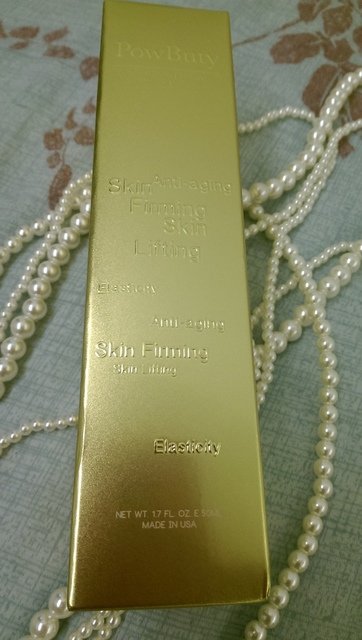 PowButy
Anti-aging
Skin
Firming
Skin
Lifting
Elasticity
Anti-aging
Skin Firming
Skin Lifting
Elasticity
NET WT. 1.7 FL. OZ. E 50ML
MADE IN USA